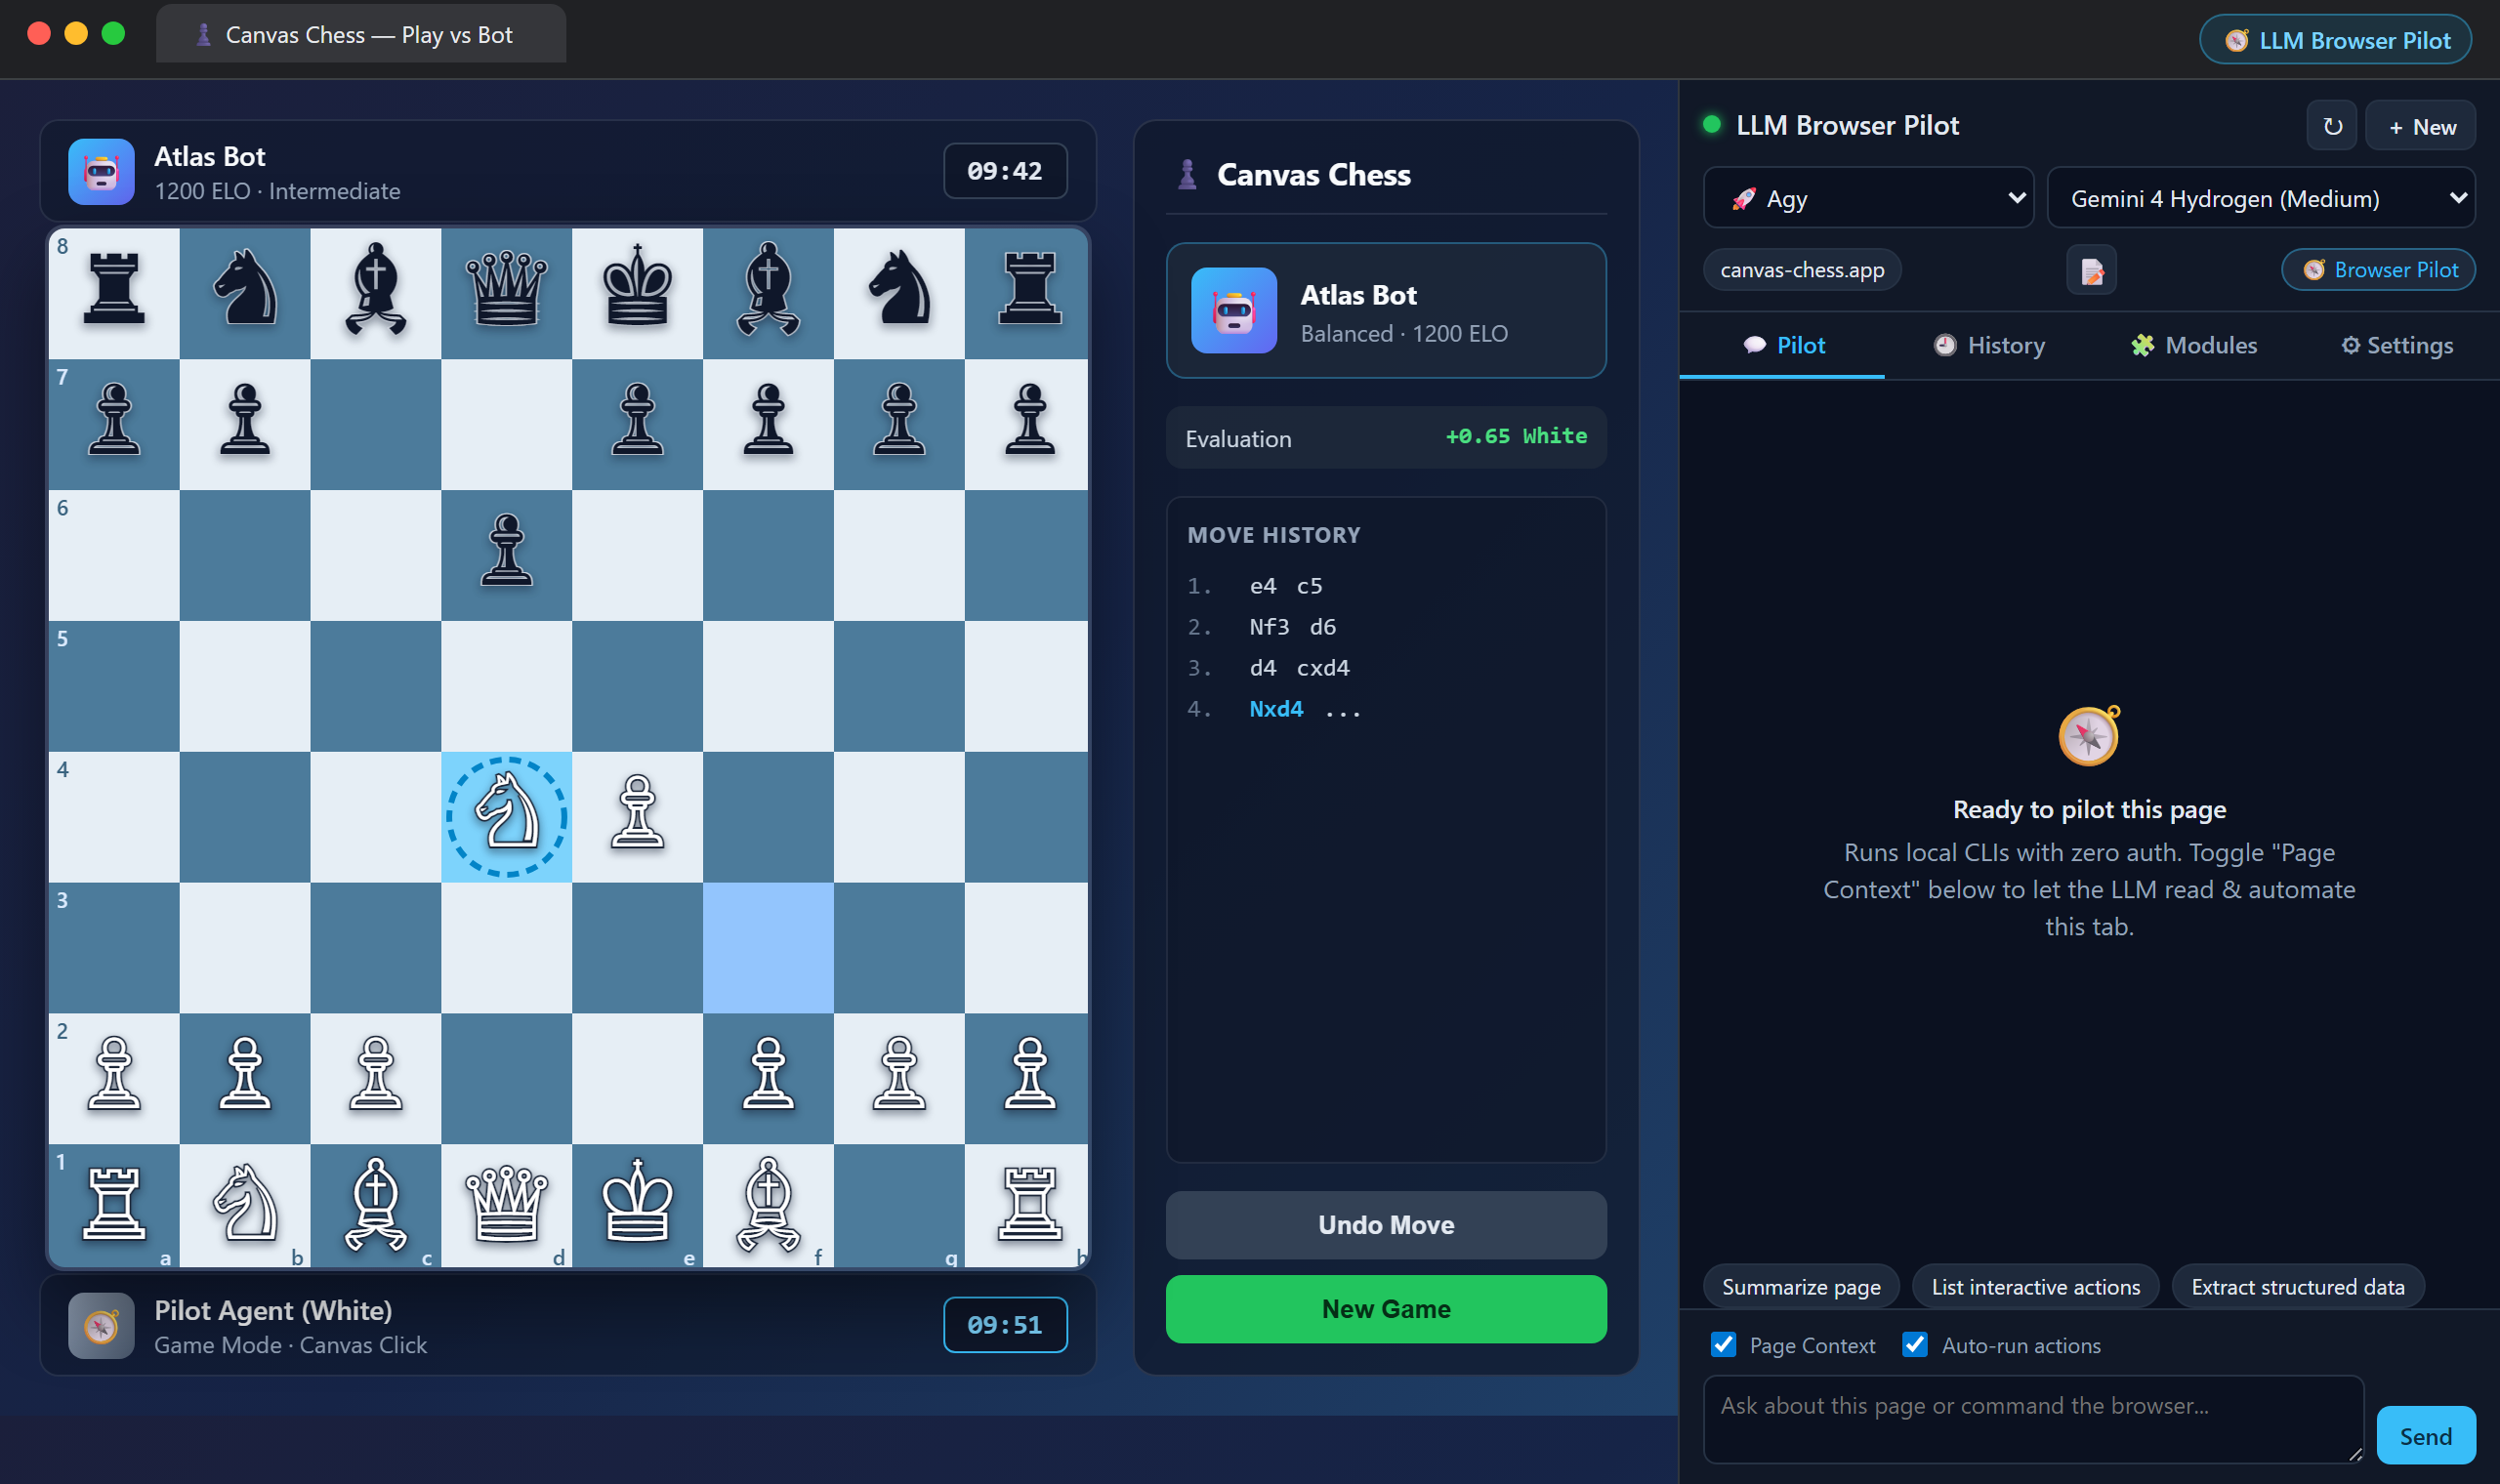 Canvas Chess — Play vs Bot
LLM Browser Pilot
Atlas Bot
1200 ELO · Intermediate
09:42
8
7
6
5
4
3
2
1
a
b
c
d
e
f
g
h
Pilot Agent (White)
Game Mode · Canvas Click
09:51
Canvas Chess
Atlas Bot
Balanced · 1200 ELO
Evaluation +0.65 White
MOVE HISTORY
1. e4 c5
2. Nf3 d6
3. d4 cxd4
4. Nxd4 ...
Undo Move
New Game
LLM Browser Pilot
↻ + New
Agy
Gemini 4 Hydrogen (Medium)
canvas-chess.app
Browser Pilot
Pilot History Modules Settings
Ready to pilot this page
Runs local CLIs with zero auth. Toggle "Page
Context" below to let the LLM read & automate
this tab.
Summarize page List interactive actions Extract structured data
Page Context Auto-run actions
Ask about this page or command the browser...
Send